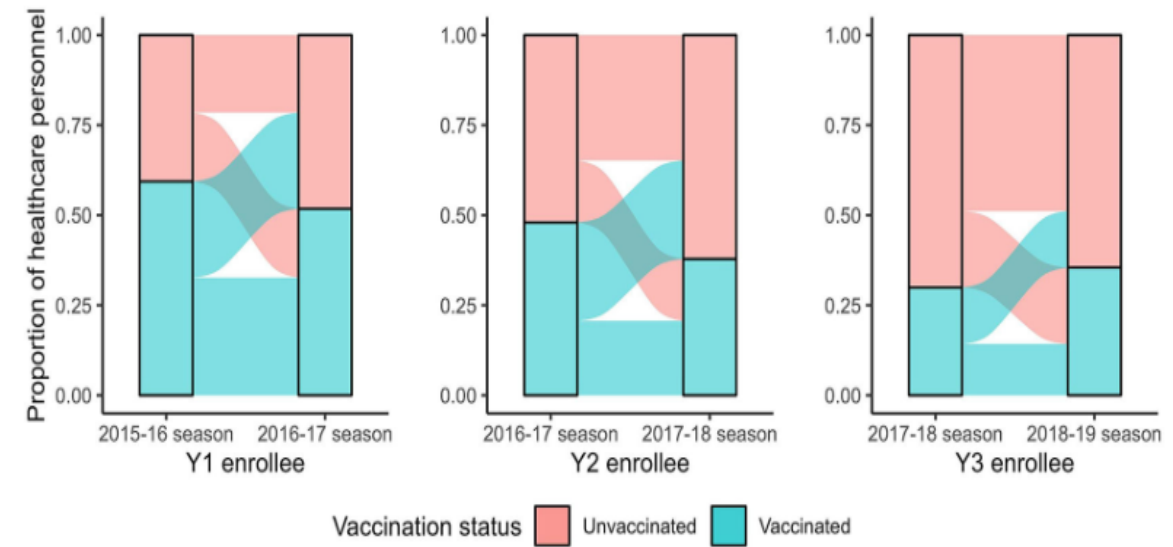 Proportion of healthcare personnel
1.00
0.75
0.50
0.25
0.00
2015-16 season 2016-17 season
Y1 enrollee
1.00
0.75
0.50
0.25
0.00
2016-17 season 2017-18 season
Y2 enrollee
1.00
0.75
0.50
0.25
0.00
2017-18 season 2018-19 season
Y3 enrollee
Vaccination status Unvaccinated Vaccinated